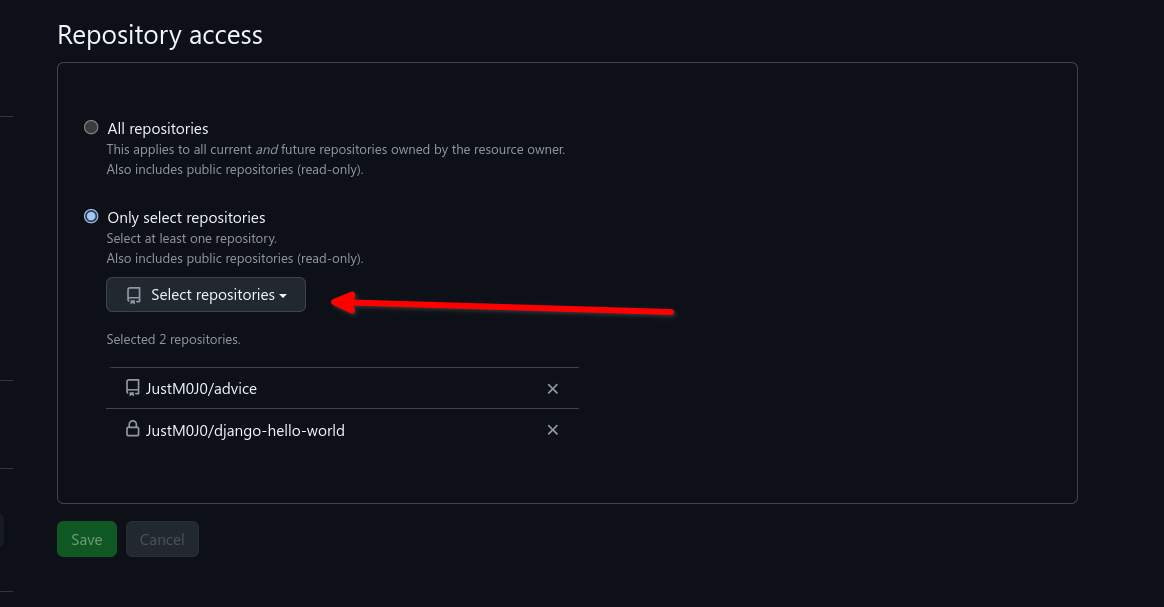 Repository access
All repositories
This applies to all current and future repositories owned by the resource owner.
Also includes public repositories (read-only).
Only select repositories
Select at least one repository.
Also includes public repositories (read-only).
Select repositories
Selected 2 repositories.
JustM0J0/advice
JustM0J0/django-hello-world
Save Cancel